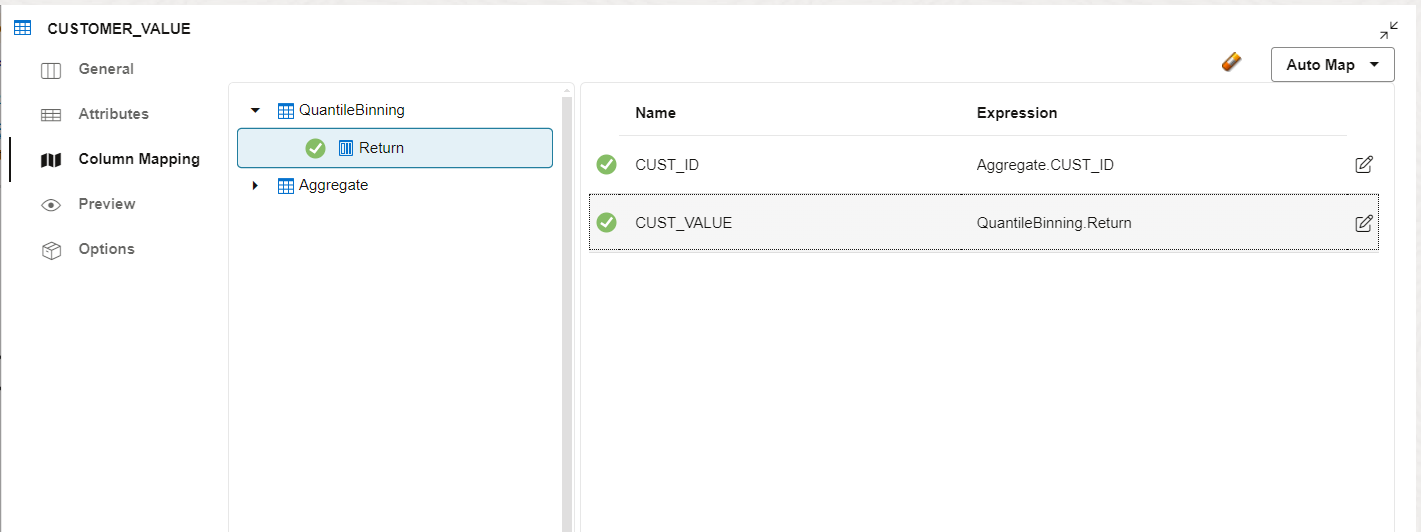 CUSTOMER_VALUE
General
Attributes
Column Mapping
Preview
Options
QuantileBinning
Return
Aggregate
Auto Map
Name Expression
CUST_ID Aggregate.CUST_ID
CUST_VALUE QuantileBinning.Return